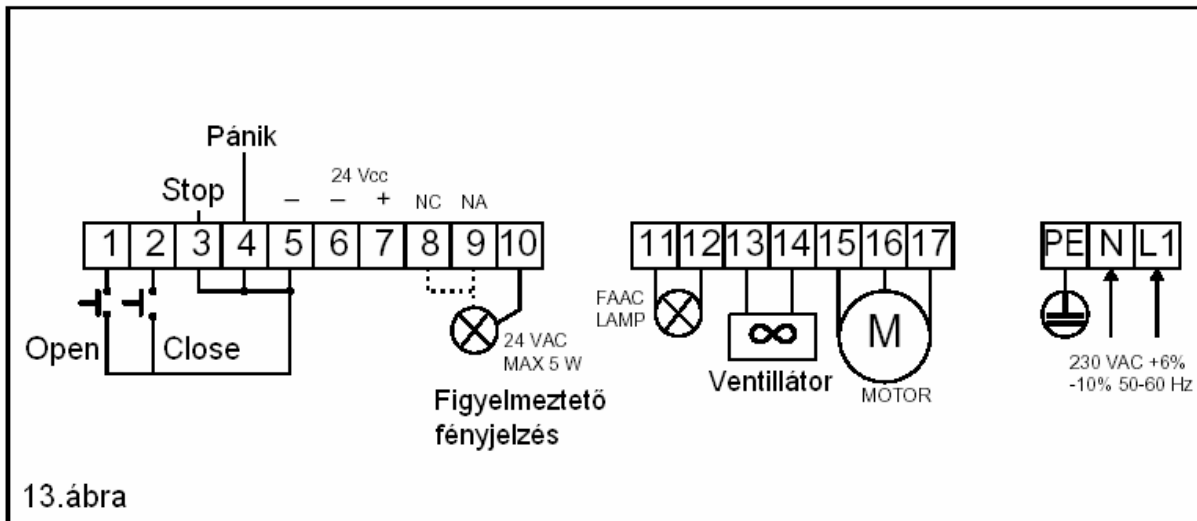 Pánik
24 Vcc
Stop
– – + NC NA
1 2 3 4 5 6 7 8 9 10
11 12 13 14 15 16 17
PE N L1
Open
Close
24 VAC
MAX 5 W
Figyelmeztető
fényjelzés
FAAC
LAMP
Ventillátor
M
MOTOR
230 VAC +6%
-10% 50-60 Hz
13.ábra